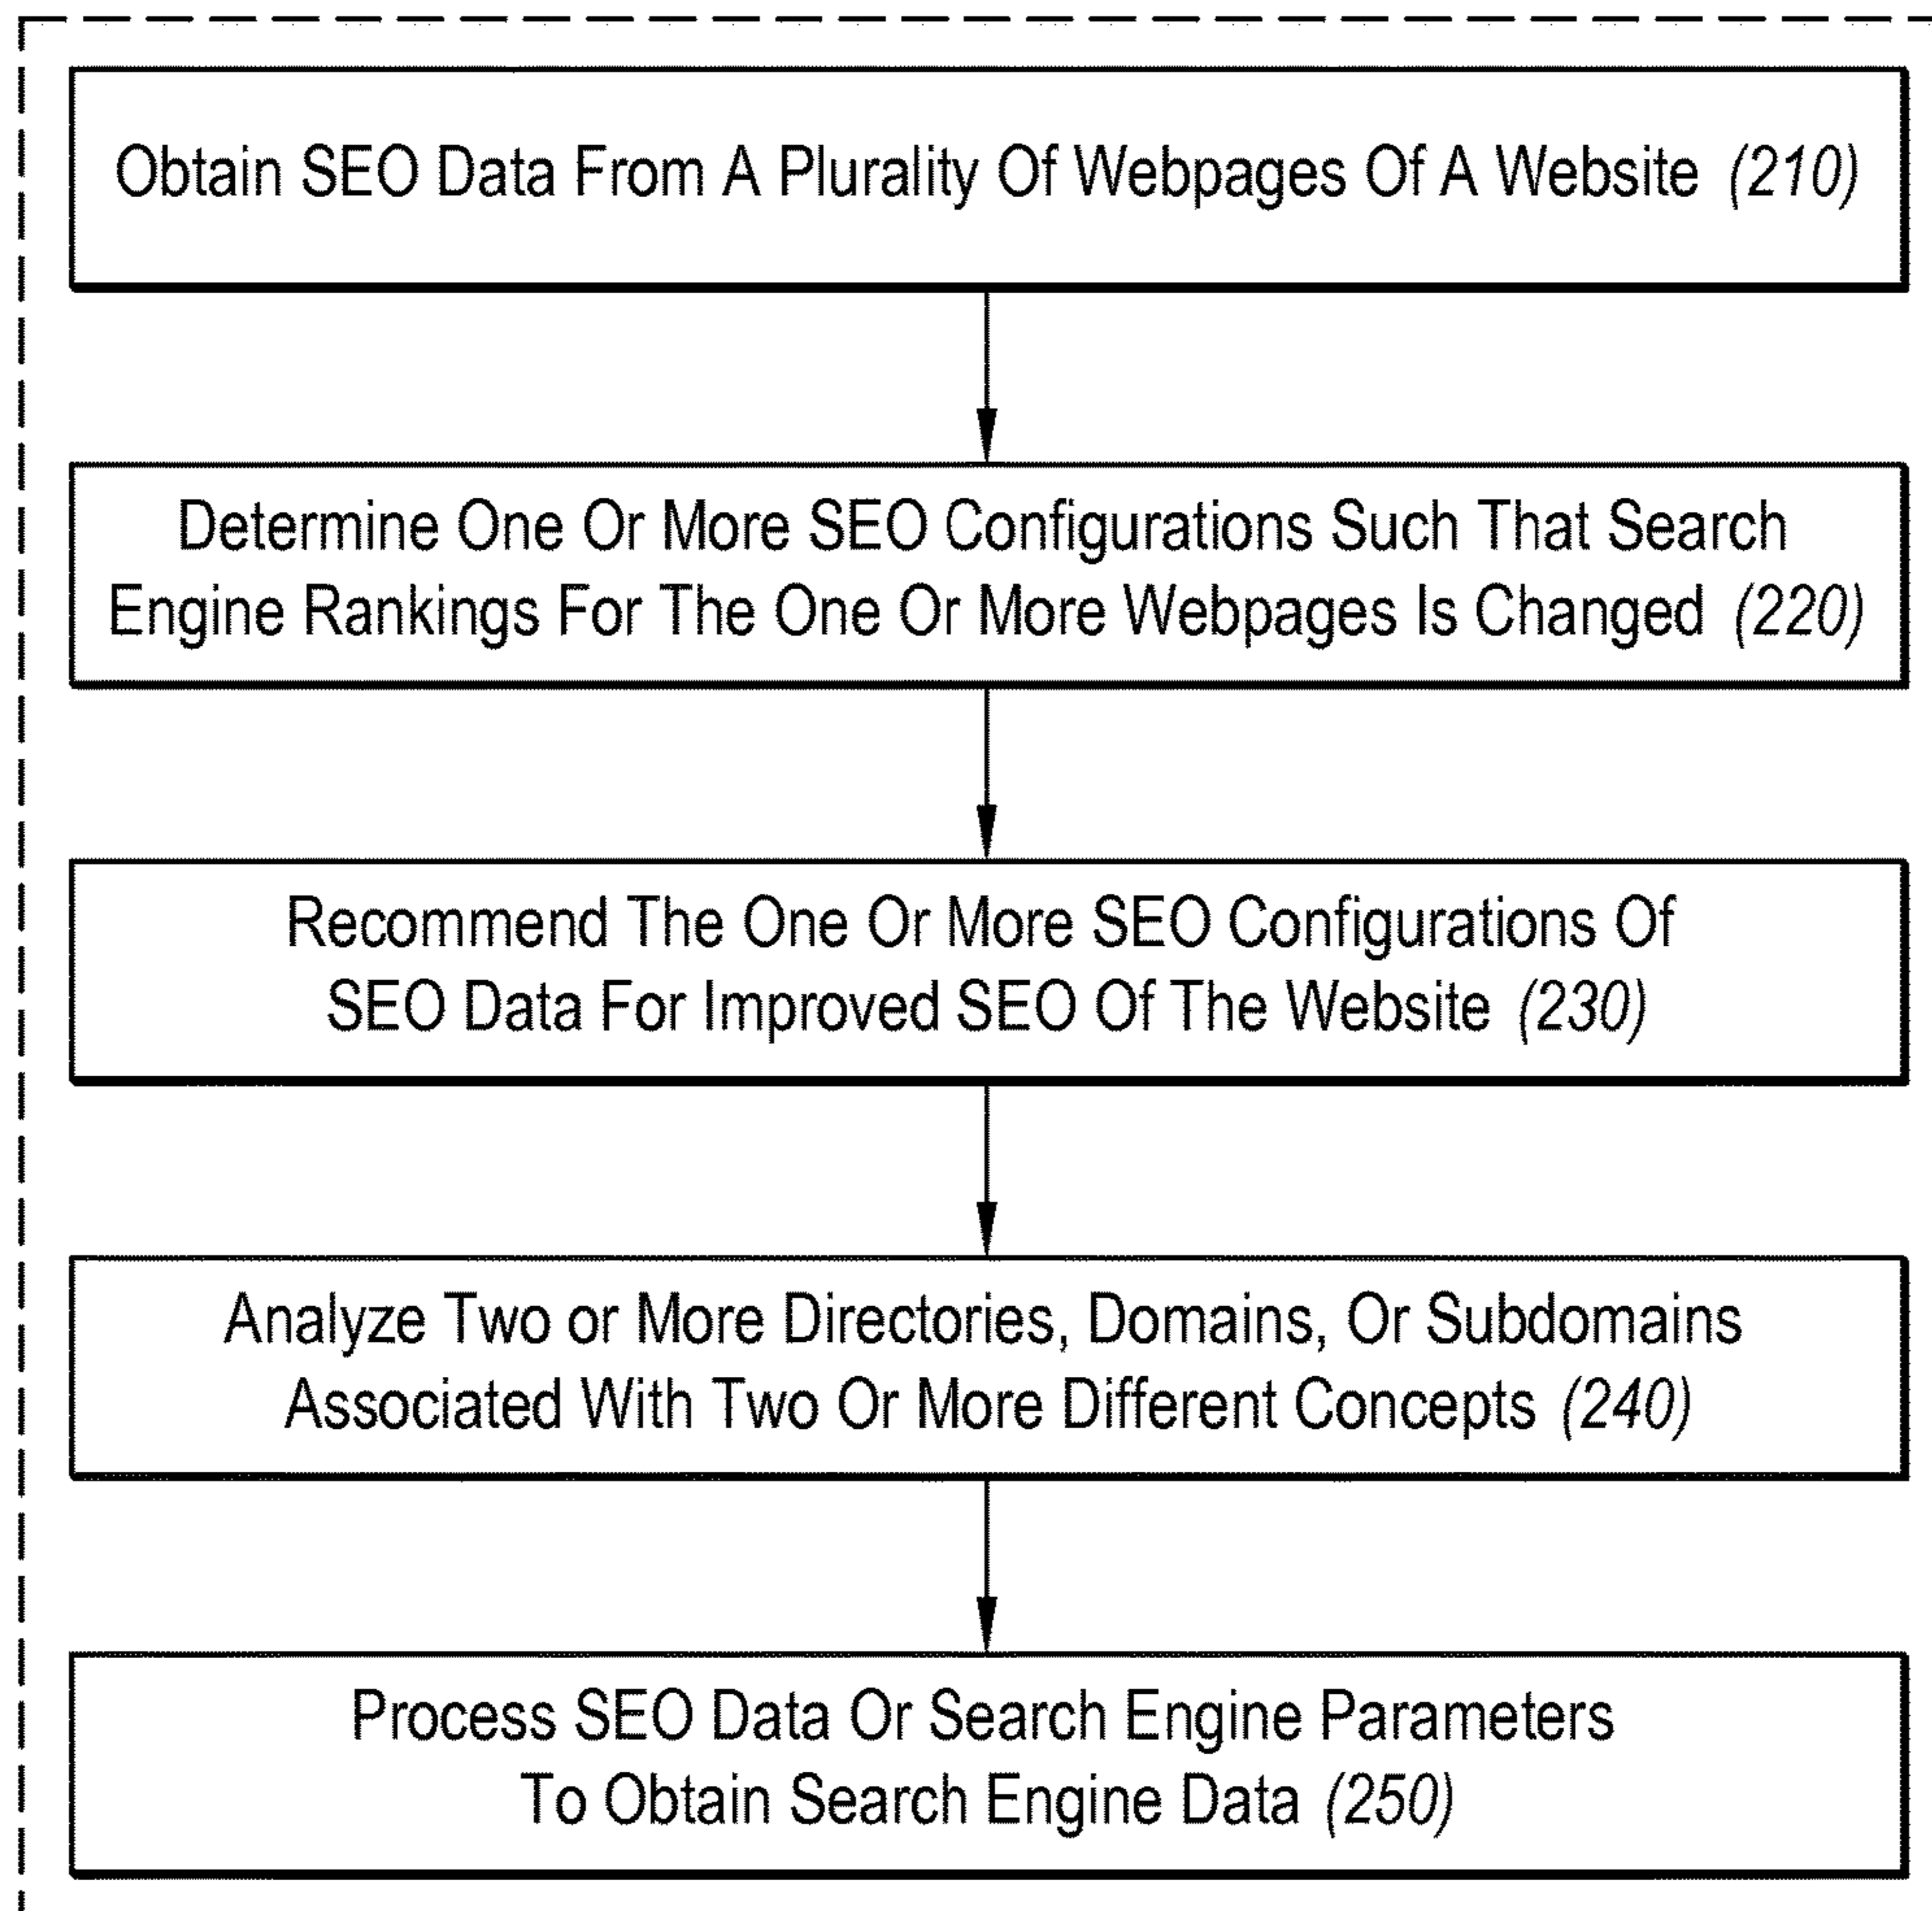 Obtain SEO Data From A Plurality Of Webpages Of A Website (210)
Determine One Or More SEO Configurations Such That Search
Engine Rankings For The One Or More Webpages Is Changed (220)
Recommend The One Or More SEO Configurations Of
SEO Data For Improved SEO Of The Website (230)
Analyze Two or More Directories, Domains, Or Subdomains
Associated With Two Or More Different Concepts (240)
Process SEO Data Or Search Engine Parameters
To Obtain Search Engine Data (250)